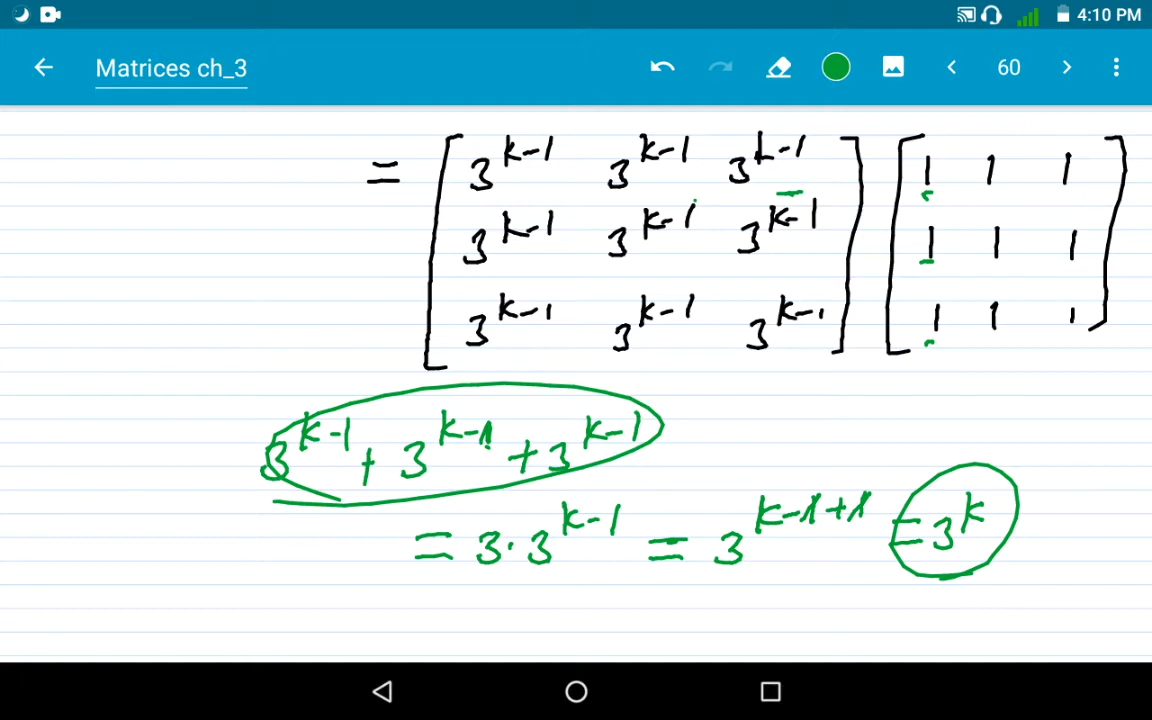 4:10 PM
Matrices ch_3 60
= [ 3^{k-1} 3^{k-1} 3^{k-1} ] [ 1 1 1 ]
[ 3^{k-1} 3^{k-1} 3^{k-1} ] [ 1 1 1 ]
[ 3^{k-1} 3^{k-1} 3^{k-1} ] [ 1 1 1 ]
3^{k-1} + 3^{k-1} + 3^{k-1}
= 3 · 3^{k-1} = 3^{k-1+1} = 3^k